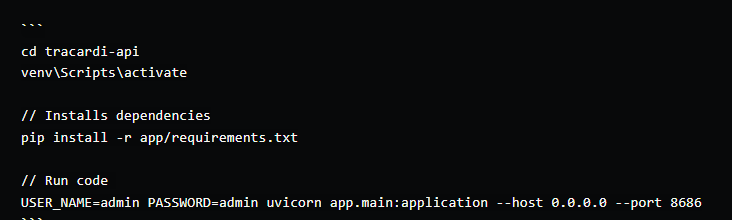 ```
cd tracardi-api
venv\Scripts\activate
// Installs dependencies
pip install -r app/requirements.txt
// Run code
USER_NAME=admin PASSWORD=admin uvicorn app.main:application --host 0.0.0.0 --port 8686
```